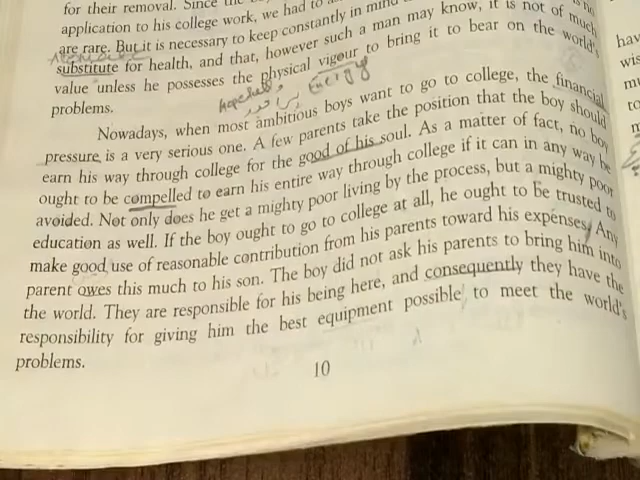 for their removal. Since the
application to his college work, we had to
are rare. But it is necessary to keep constantly in mind
substitute for health, and that, however such a man may know, it is not of much
value unless he possesses the physical vigour to bring it to bear on the world's
Energy
problems.
hopeful
Nowadays, when most ambitious boys want to go to college, the financial
pressure is a very serious one. A few parents take the position that the boy should
earn his way through college for the good of his soul. As a matter of fact, no boy
ought to be compelled to earn his entire way through college if it can in any way be
avoided. Not only does he get a mighty poor living by the process, but a mighty poor
education as well. If the boy ought to go to college at all, he ought to be trusted to
make good use of reasonable contribution from his parents toward his expenses. Any
parent owes this much to his son. The boy did not ask his parents to bring him into
the world. They are responsible for his being here, and consequently they have the
responsibility for giving him the best equipment possible to meet the world's
problems.
10
hav
wis
mu
to